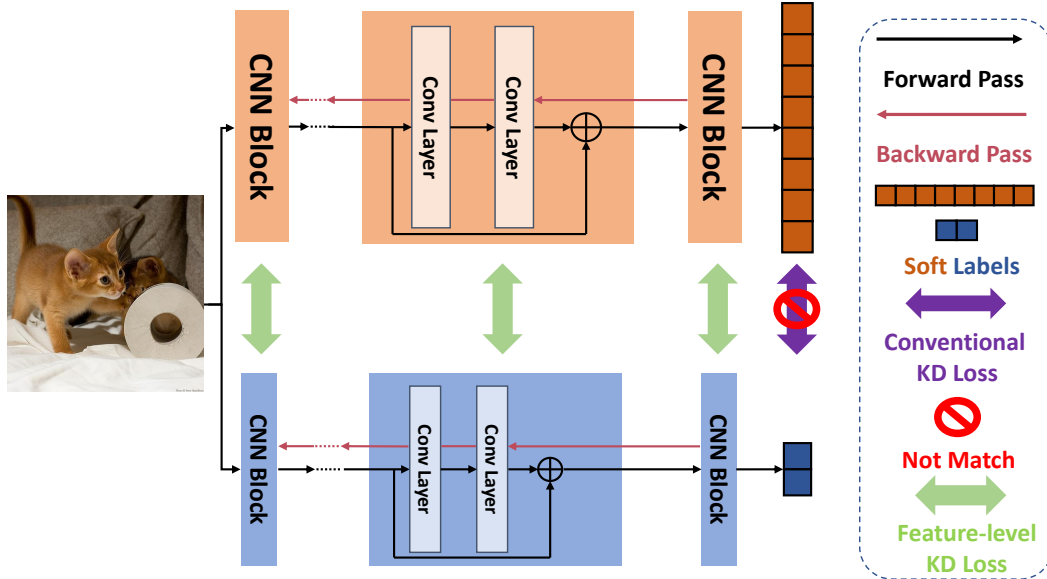 CNN Block
Conv Layer
Conv Layer
CNN Block
CNN Block
Conv Layer
Conv Layer
CNN Block
Forward Pass
Backward Pass
Soft Labels
Conventional
KD Loss
Not Match
Feature-level
KD Loss